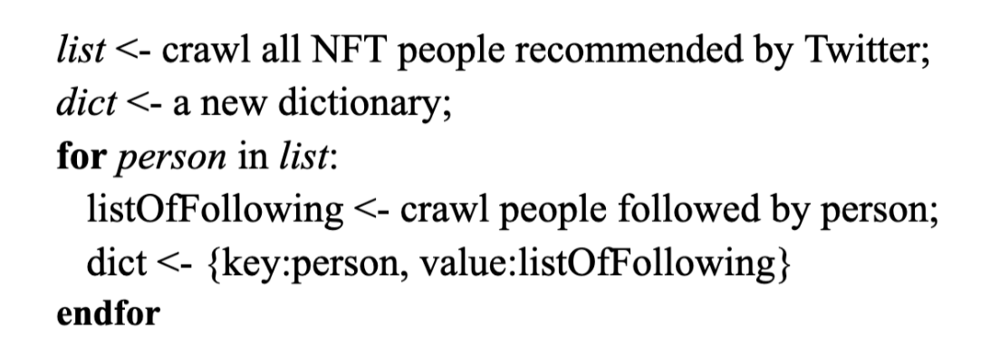 list <- crawl all NFT people recommended by Twitter;
dict <- a new dictionary;
for person in list:
listOfFollowing <- crawl people followed by person;
dict <- {key:person, value:listOfFollowing}
endfor